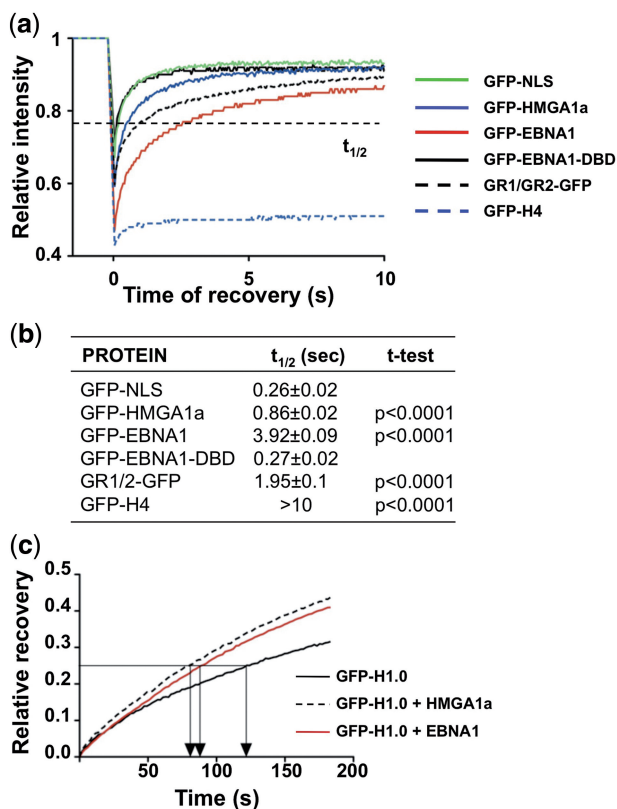 (a)
Relative intensity
1
0.8
0.6
0.4
0
5
10
Time of recovery (s)
t1/2
GFP-NLS
GFP-HMGA1a
GFP-EBNA1
GFP-EBNA1-DBD
GR1/GR2-GFP
GFP-H4
(b)
PROTEIN t1/2 (sec) t-test
GFP-NLS 0.26±0.02
GFP-HMGA1a 0.86±0.02 p<0.0001
GFP-EBNA1 3.92±0.09 p<0.0001
GFP-EBNA1-DBD 0.27±0.02
GR1/2-GFP 1.95±0.1 p<0.0001
GFP-H4 >10 p<0.0001
(c)
Relative recovery
0.5
0.4
0.3
0.2
0.1
0.0
50
100
150
200
Time (s)
GFP-H1.0
GFP-H1.0 + HMGA1a
GFP-H1.0 + EBNA1